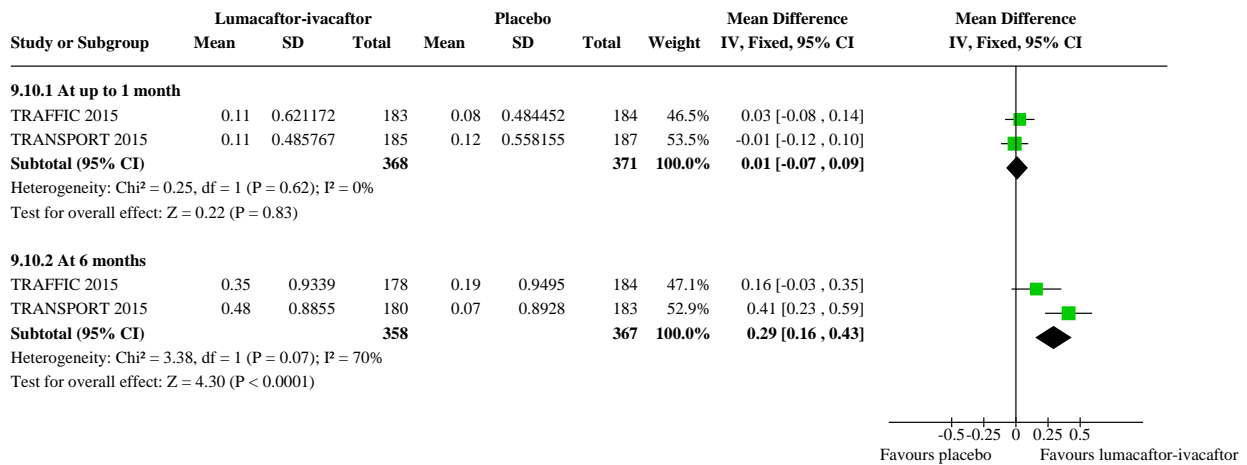 Lumacaftor-ivacaftor Placebo Mean Difference Mean Difference
Study or Subgroup Mean SD Total Mean SD Total Weight IV, Fixed, 95% CI IV, Fixed, 95% CI
9.10.1 At up to 1 month
TRAFFIC 2015 0.11 0.621172 183 0.08 0.484452 184 46.5% 0.03 [-0.08 , 0.14]
TRANSPORT 2015 0.11 0.485767 185 0.12 0.558155 187 53.5% -0.01 [-0.12 , 0.10]
Subtotal (95% CI) 368 371 100.0% 0.01 [-0.07 , 0.09]
Heterogeneity: Chi² = 0.25, df = 1 (P = 0.62); I² = 0%
Test for overall effect: Z = 0.22 (P = 0.83)
9.10.2 At 6 months
TRAFFIC 2015 0.35 0.9339 178 0.19 0.9495 184 47.1% 0.16 [-0.03 , 0.35]
TRANSPORT 2015 0.48 0.8855 180 0.07 0.8928 183 52.9% 0.41 [0.23 , 0.59]
Subtotal (95% CI) 358 367 100.0% 0.29 [0.16 , 0.43]
Heterogeneity: Chi² = 3.38, df = 1 (P = 0.07); I² = 70%
Test for overall effect: Z = 4.30 (P < 0.0001)
-0.5 -0.25 0 0.25 0.5
Favours placebo Favours lumacaftor-ivacaftor